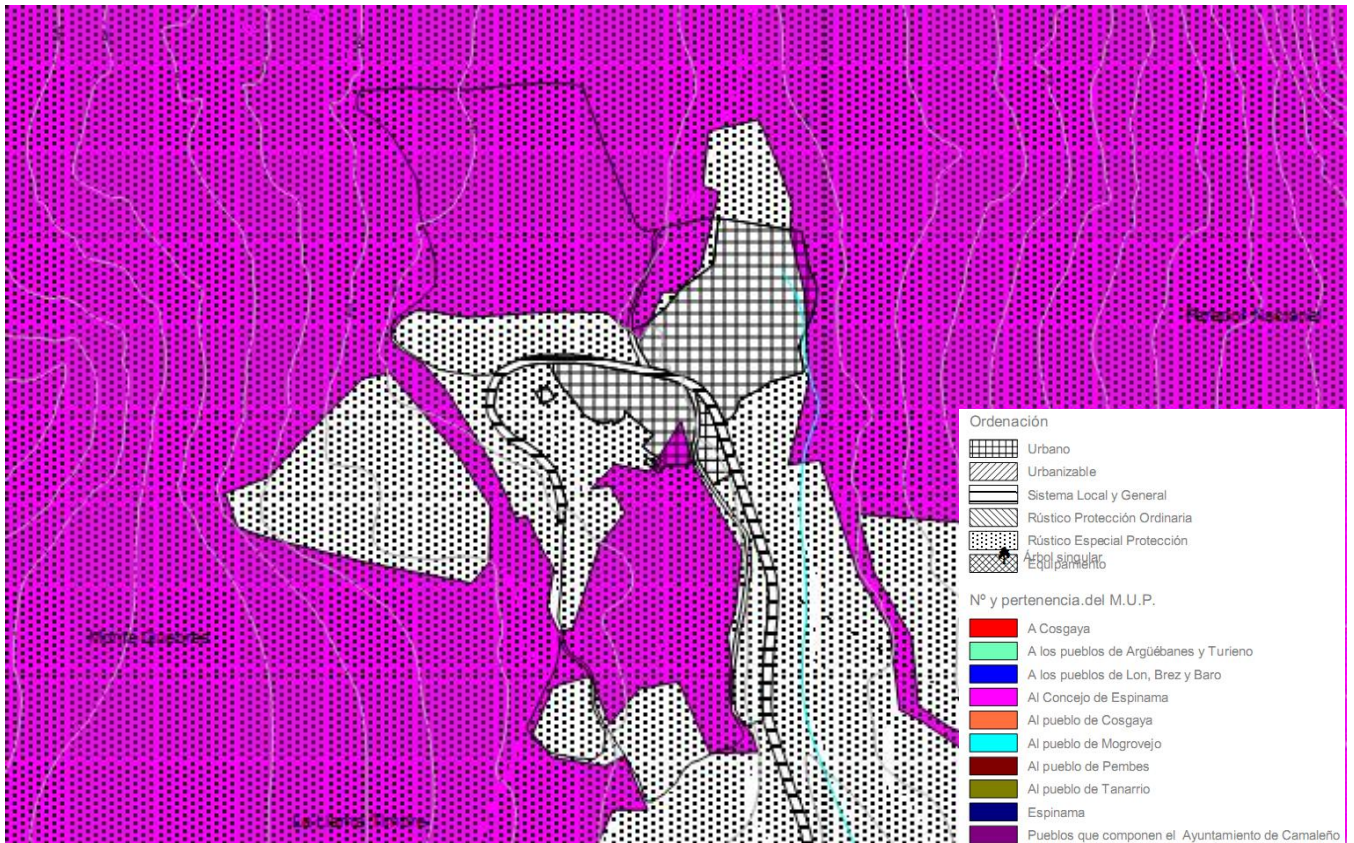 Parador Nacional
Ordenación
Urbano
Urbanizable
Sistema Local y General
Rústico Protección Ordinaria
Rústico Especial Protección
Árbol singular
Equipamiento
Nº y pertenencia.del M.U.P.
A Cosgaya
A los pueblos de Argüébanes y Turieno
A los pueblos de Lon, Brez y Baro
Al Concejo de Espinama
Monte
Al pueblo de Cosgaya
Al pueblo de Mogrovejo
Al pueblo de Pembes
Al pueblo de Tanarrio
Espinama
Pueblos que componen el Ayuntamiento de Camaleño